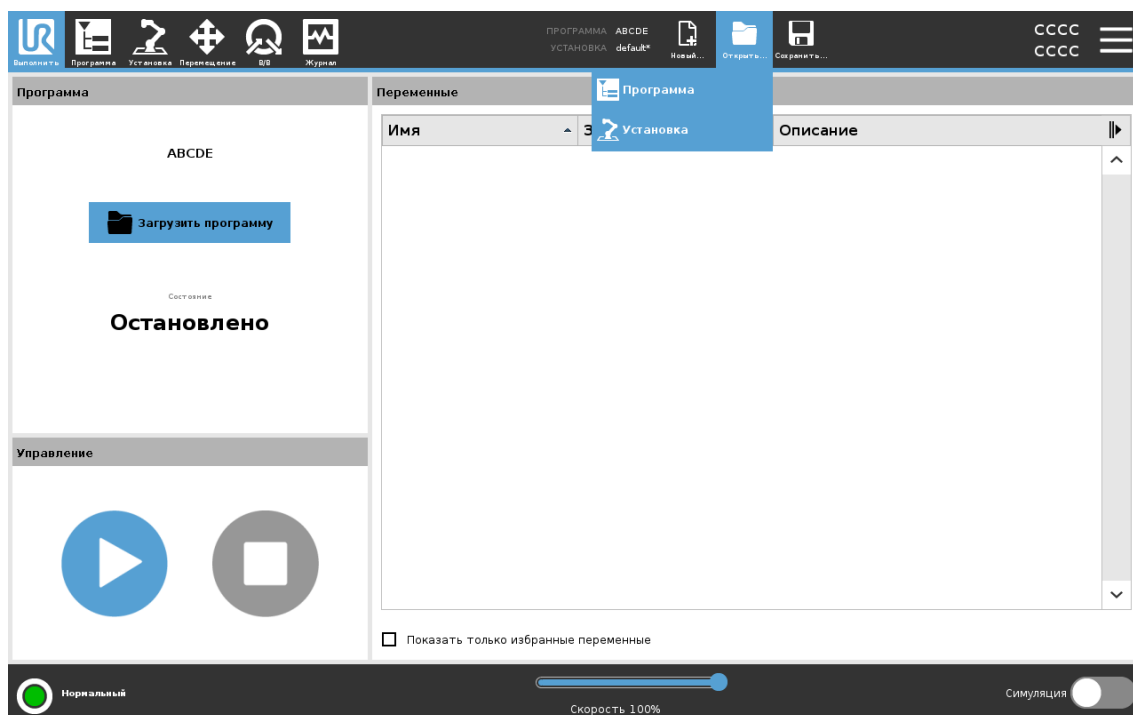 UR
Выполнить Программа Установка Перемещение В/В Журнал
ПРОГРАММА ABCDE
УСТАНОВКА default*
Новый... Открыть... Сохранить...
CCCC
CCCC
Программа
Установка
Программа
ABCDE
Загрузить программу
Состояние
Остановлено
Управление
Переменные
Имя З Описание
Показать только избранные переменные
Нормальный
Скорость 100%
Симуляция